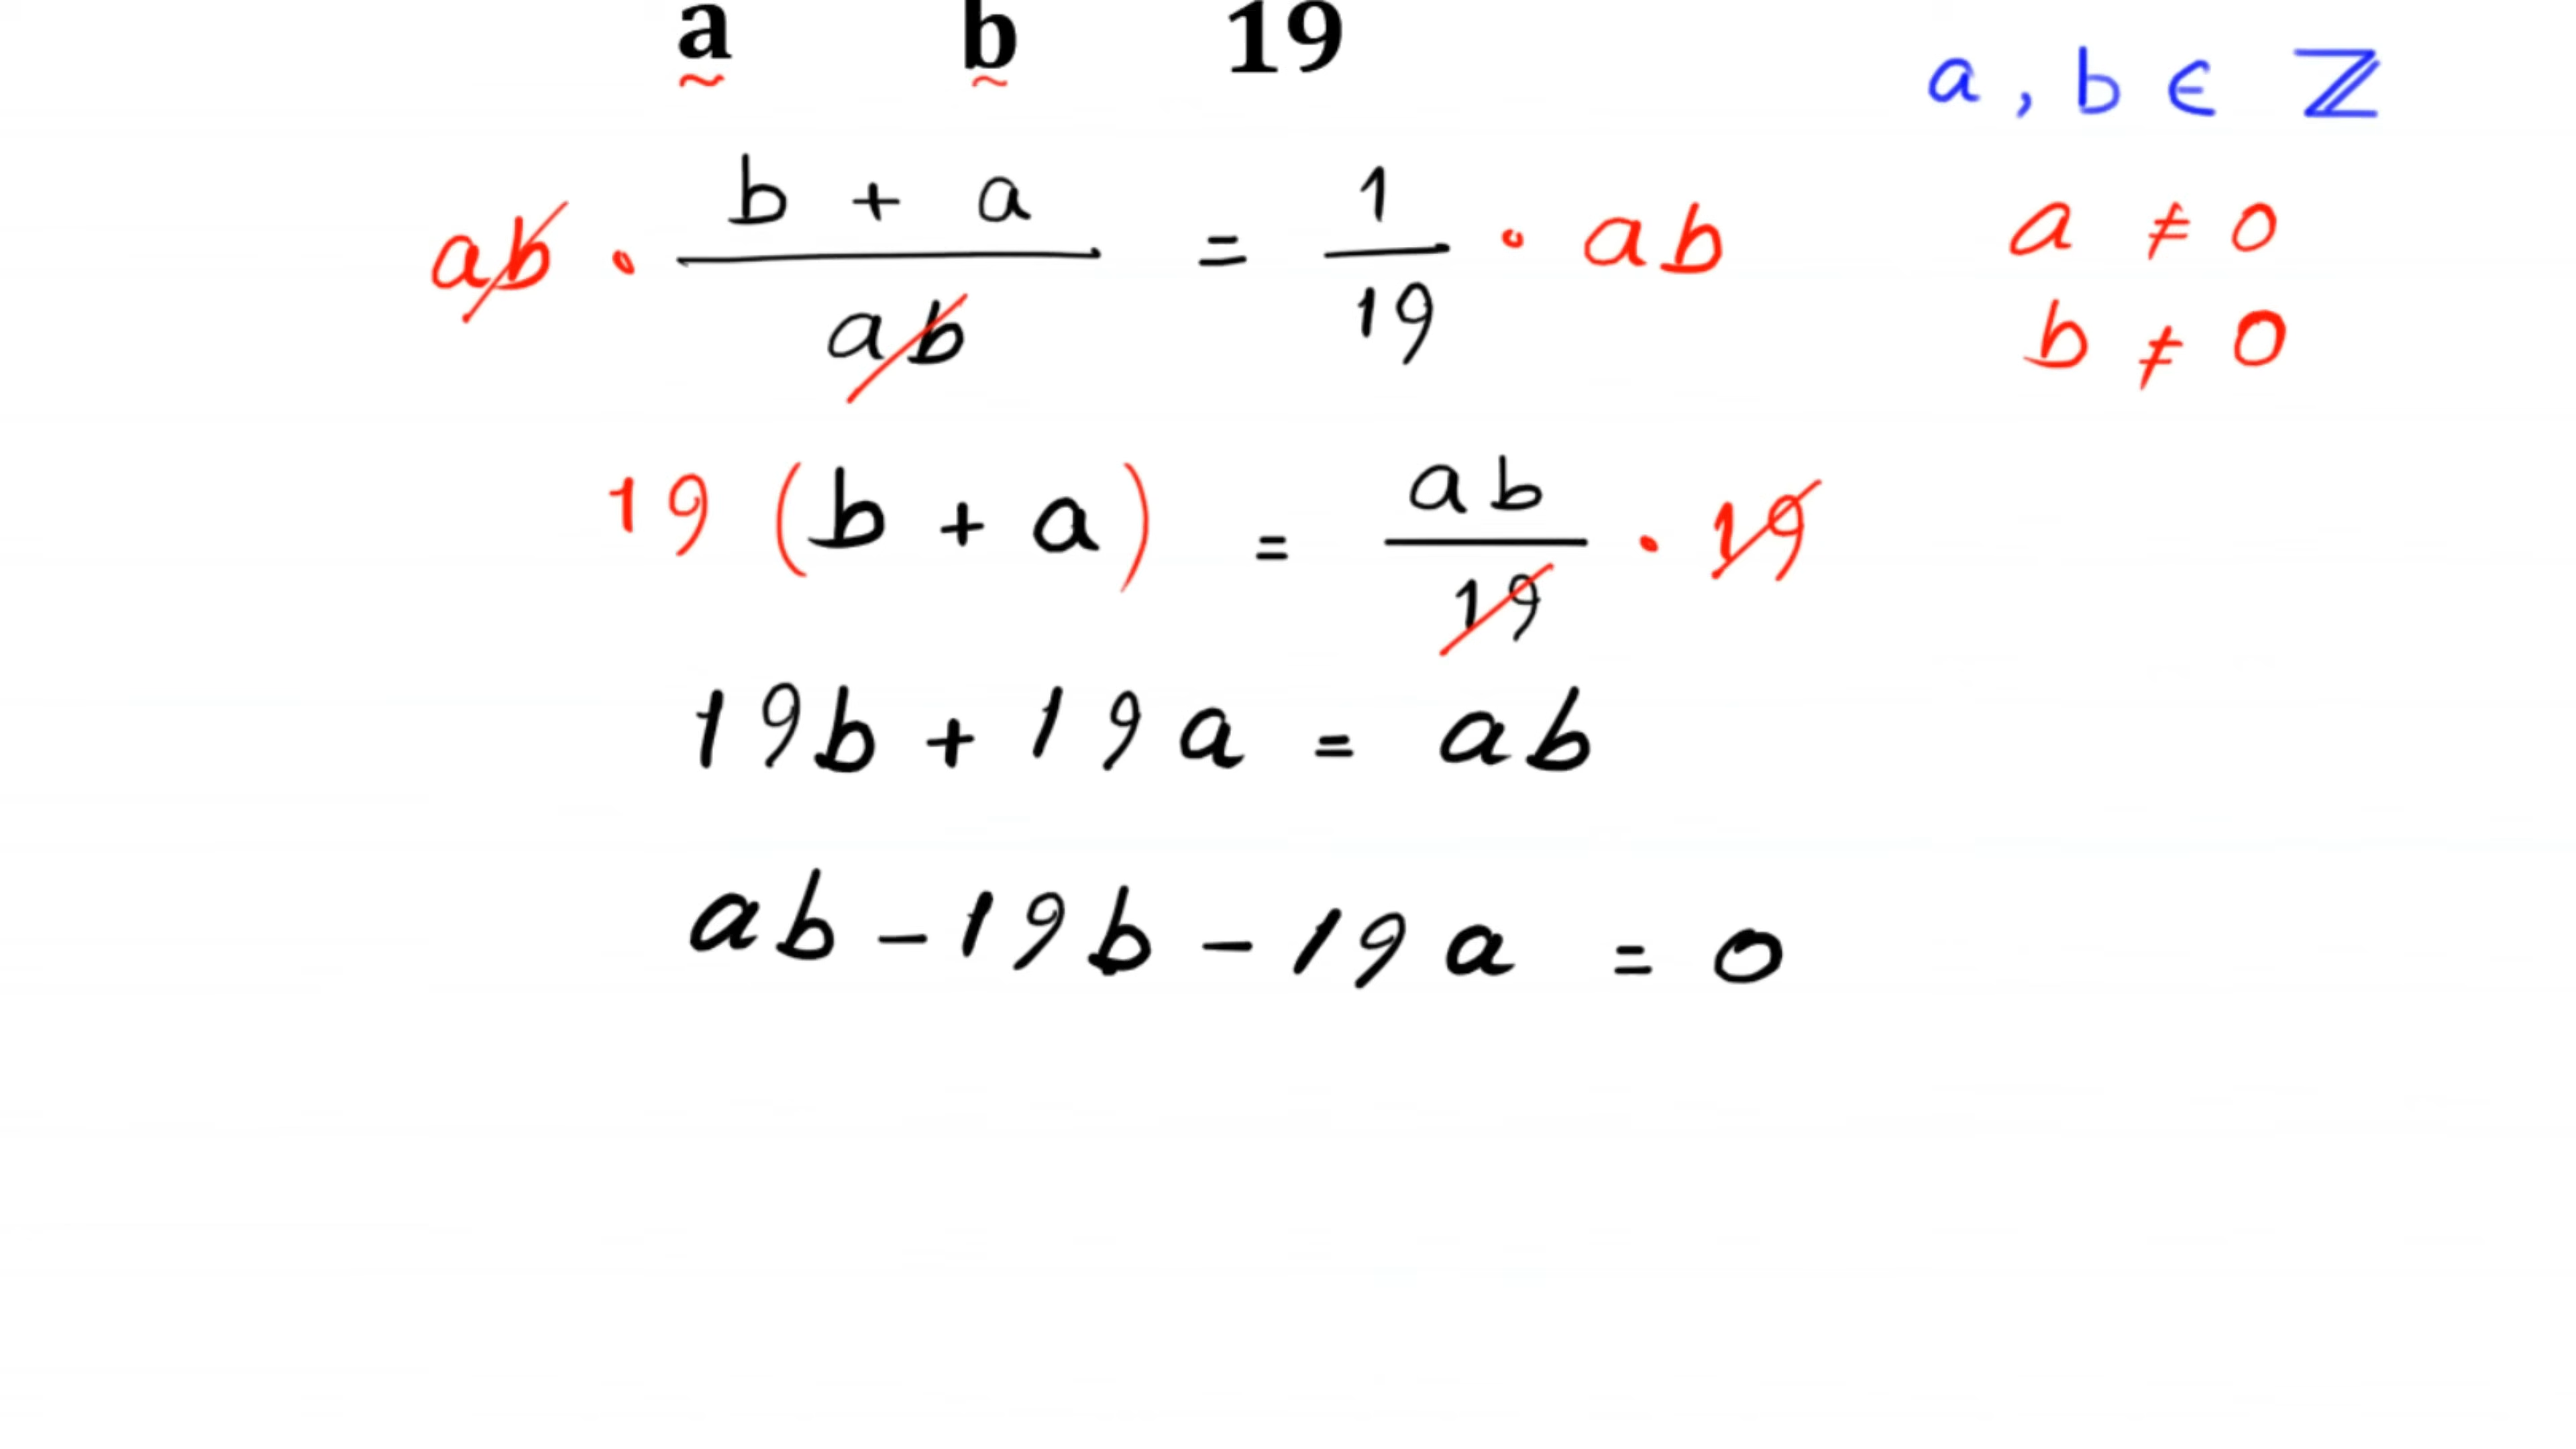 a b 19
a , b ∈ ℤ
ab · (b + a)/(ab) = 1/19 · ab
a ≠ 0
b ≠ 0
19 (b + a) = ab/19 · 19
19b + 19a = ab
ab - 19b - 19a = 0